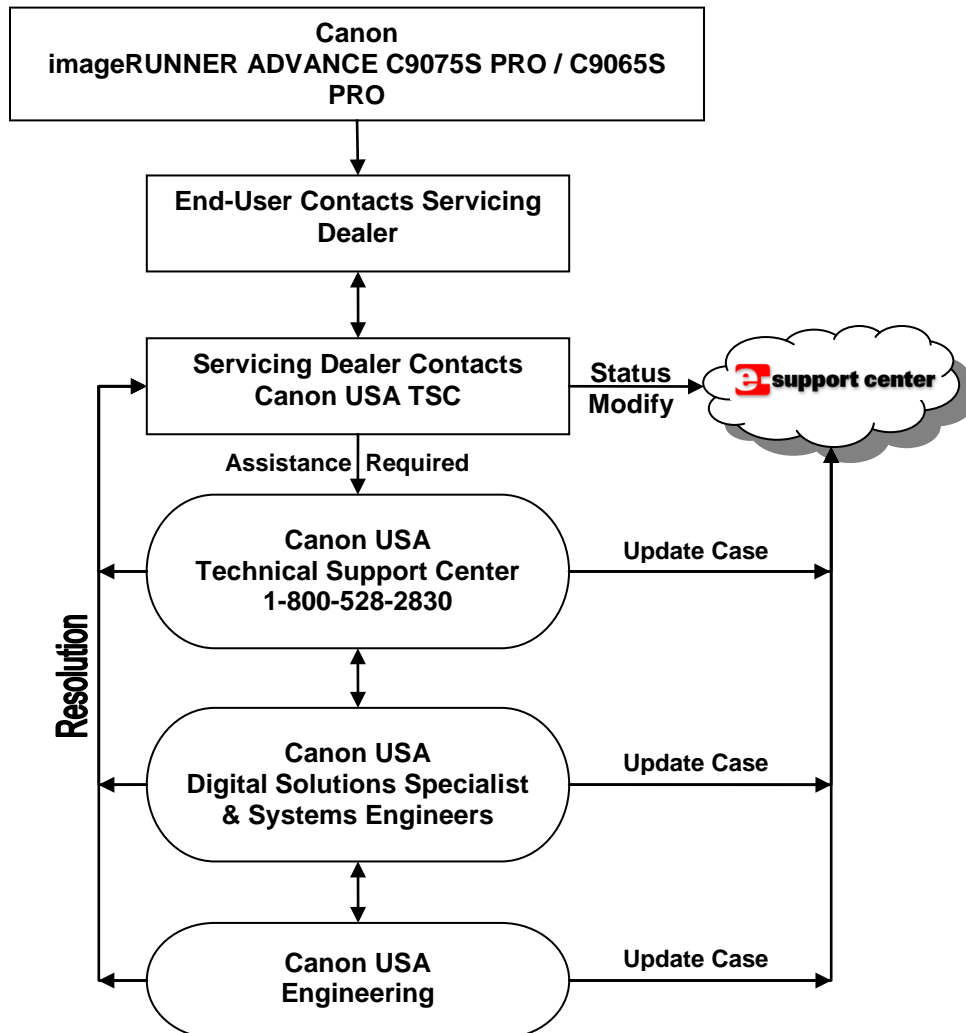 Canon
imageRUNNER ADVANCE C9075S PRO / C9065S
PRO
End-User Contacts Servicing
Dealer
Servicing Dealer Contacts
Canon USA TSC
Status
Modify
e-support center
Assistance Required
Canon USA
Technical Support Center
1-800-528-2830
Update Case
Resolution
Canon USA
Digital Solutions Specialist
& Systems Engineers
Update Case
Canon USA
Engineering
Update Case